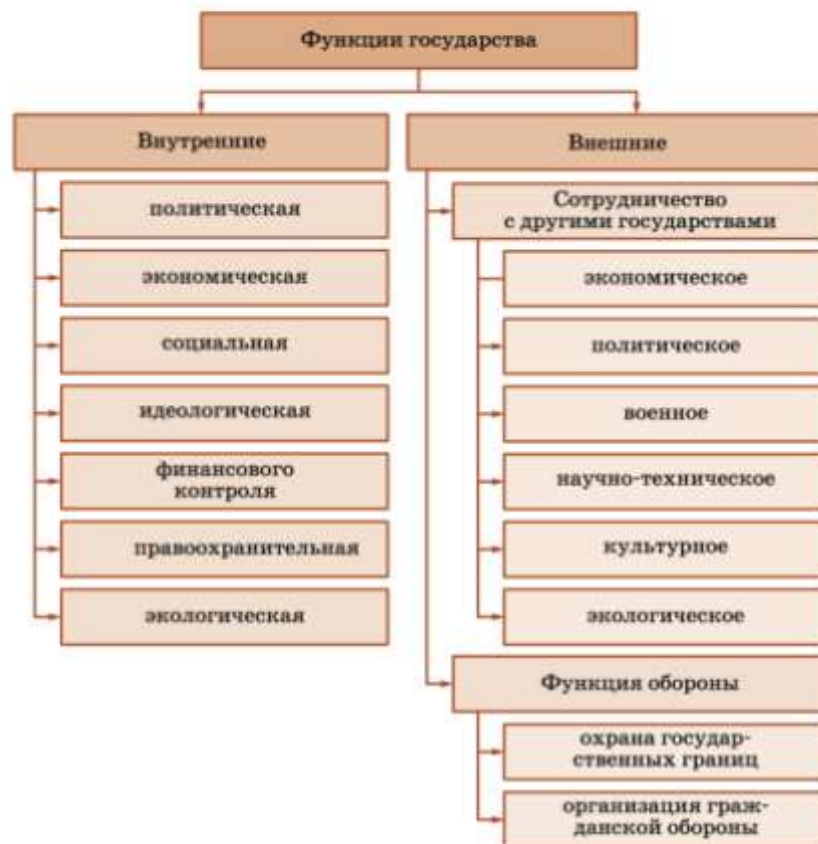 Функции государства
Внутренние
политическая
экономическая
социальная
идеологическая
финансового
контроля
правоохранительная
экологическая
Внешние
Сотрудничество
с другими государствами
экономическое
политическое
военное
научно-техническое
культурное
экологическое
Функция обороны
охрана государ-
ственных границ
организация граж-
данской обороны